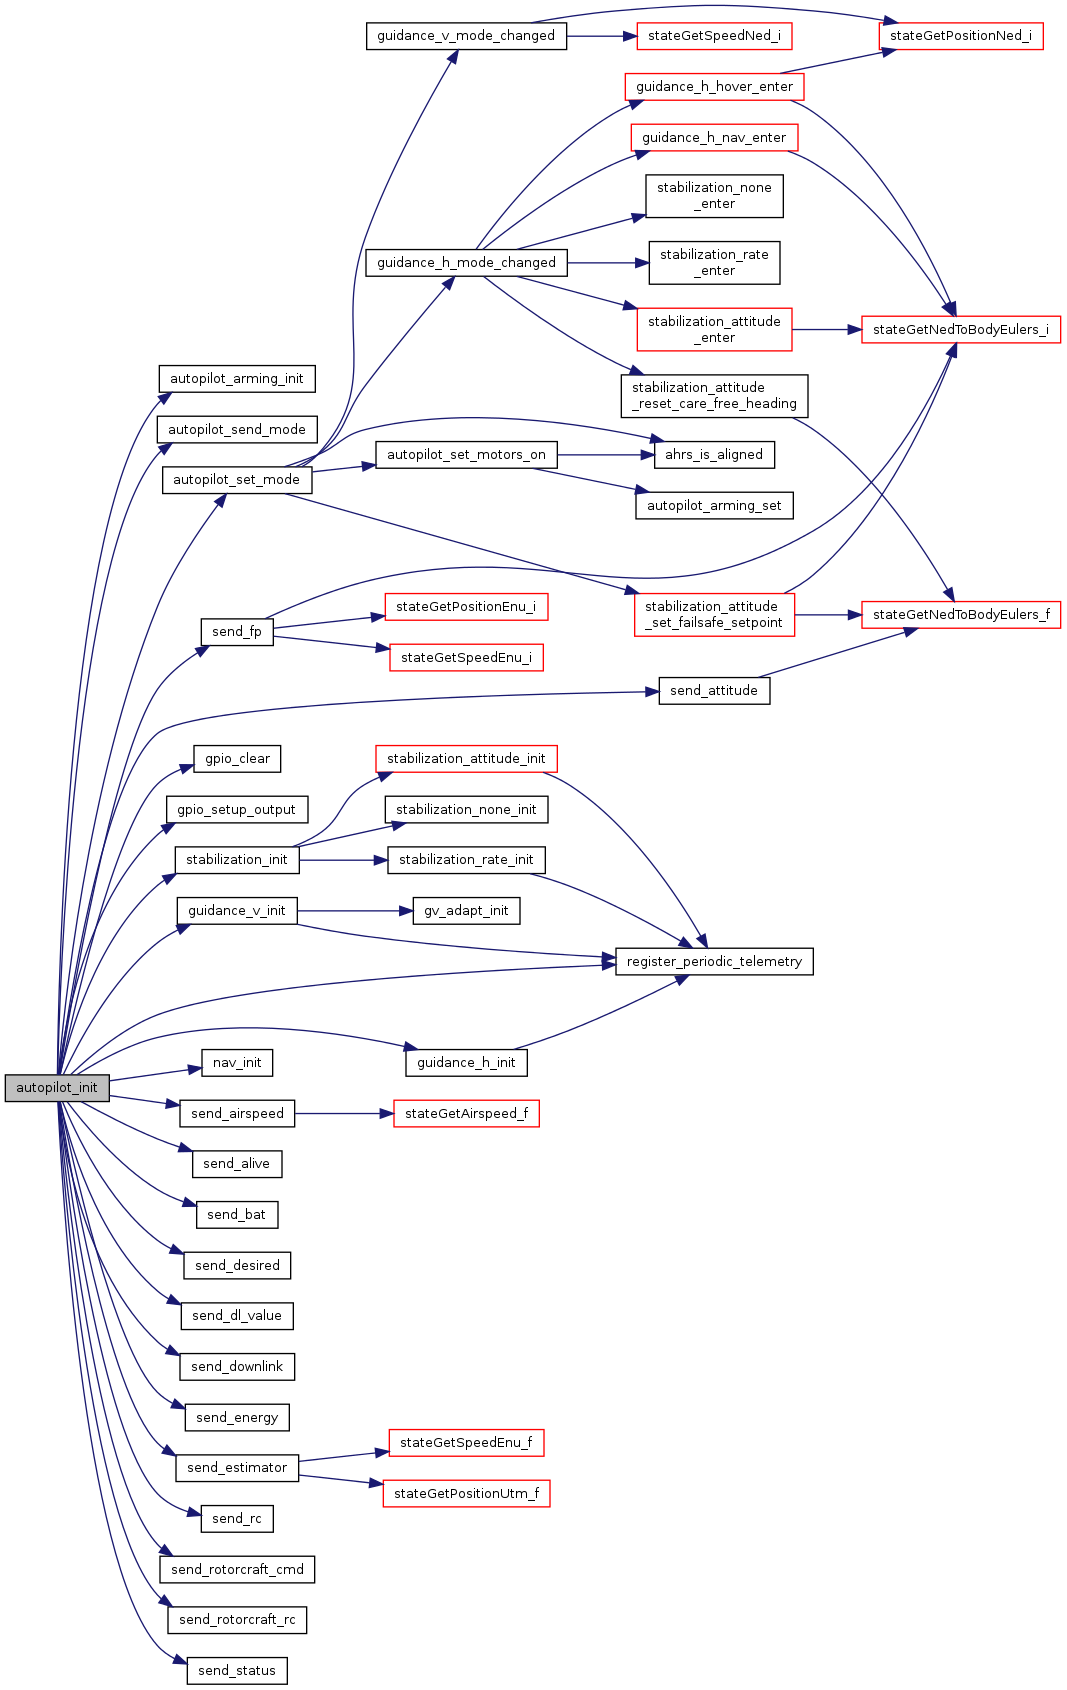 guidance_v_mode_changed
stateGetSpeedNed_i
stateGetPositionNed_i
guidance_h_hover_enter
guidance_h_nav_enter
stabilization_none
_enter
guidance_h_mode_changed
stabilization_rate
_enter
stabilization_attitude
_enter
stateGetNedToBodyEulers_i
autopilot_arming_init
stabilization_attitude
_reset_care_free_heading
autopilot_send_mode
autopilot_set_motors_on
ahrs_is_aligned
autopilot_set_mode
autopilot_arming_set
stateGetPositionEnu_i
stabilization_attitude
_set_failsafe_setpoint
stateGetNedToBodyEulers_f
send_fp
stateGetSpeedEnu_i
send_attitude
gpio_clear
stabilization_attitude_init
gpio_setup_output
stabilization_none_init
stabilization_init
stabilization_rate_init
guidance_v_init
gv_adapt_init
register_periodic_telemetry
nav_init
guidance_h_init
autopilot_init
send_airspeed
stateGetAirspeed_f
send_alive
send_bat
send_desired
send_dl_value
send_downlink
send_energy
stateGetSpeedEnu_f
send_estimator
stateGetPositionUtm_f
send_rc
send_rotorcraft_cmd
send_rotorcraft_rc
send_status